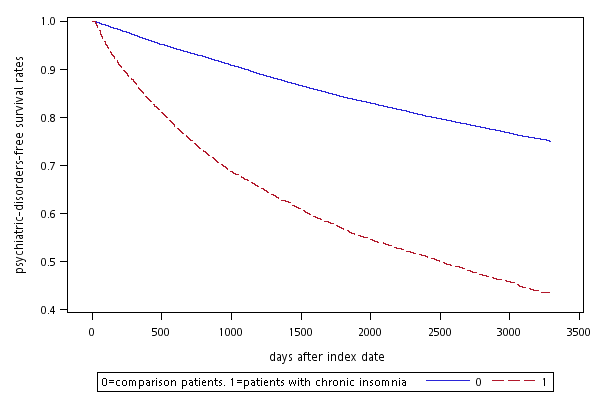 1.0
0.9
0.8
0.7
0.6
0.5
0.4
psychiatric-disorders-free survival rates
0 500 1000 1500 2000 2500 3000 3500
days after index date
0=comparison patients. 1=patients with chronic insomnia 0 1